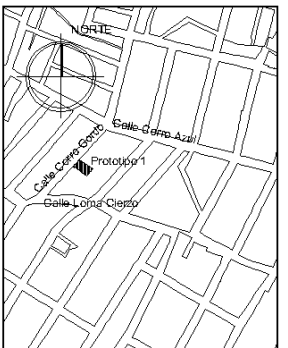 NORTE
Calle Cerro Azul
Calle Cerro Gordo
Prototipo 1
Calle Loma Cierzo